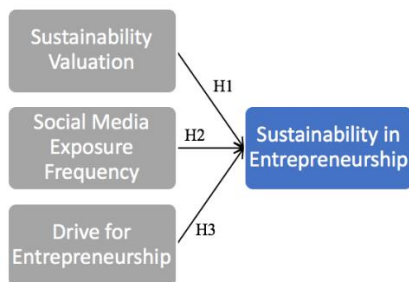 Sustainability
Valuation
H1
Social Media
Exposure
Frequency
H2
Sustainability in
Entrepreneurship
Drive for
Entrepreneurship
H3